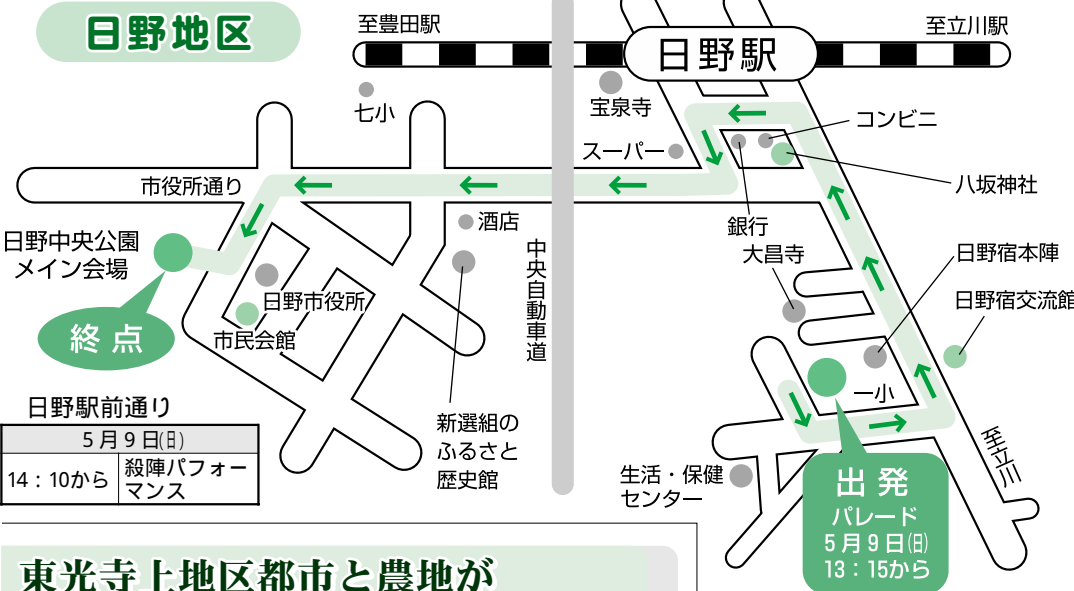 日野地区
至豊田駅
至立川駅
日野駅
七小
宝泉寺
コンビニ
スーパー
八坂神社
市役所通り
銀行
酒店
日野中央公園
メイン会場
大昌寺
日野宿本陣
中央自動車道
日野市役所
日野宿交流館
市民会館
終点
一小
日野駅前通り
5月9日(日)
14：10から
殺陣パフォー
マンス
新選組の
ふるさと
歴史館
至立川
生活・保健
センター
出発
パレード
5月9日(日)
13：15から
東光寺上地区都市と農地が